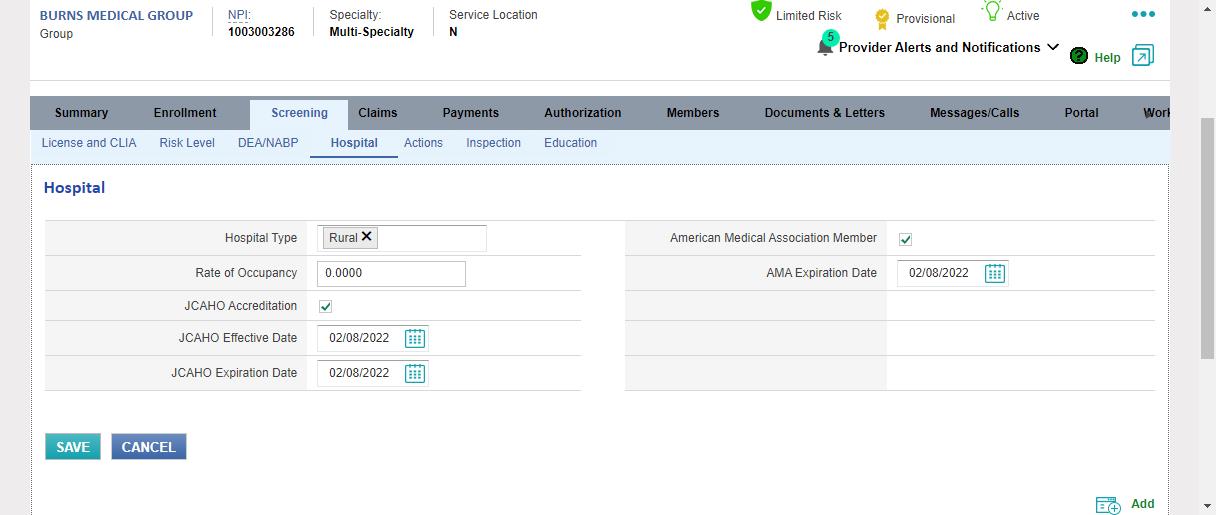 BURNS MEDICAL GROUP
Group
NPI:
1003003286
Specialty:
Multi-Specialty
Service Location
N
Limited Risk
Provisional
Active
5
Provider Alerts and Notifications
? Help
Summary Enrollment Screening Claims Payments Authorization Members Documents & Letters Messages/Calls Portal Work
License and CLIA Risk Level DEA/NABP Hospital Actions Inspection Education
Hospital
Hospital Type Rural American Medical Association Member
Rate of Occupancy 0.0000 AMA Expiration Date 02/08/2022
JCAHO Accreditation
JCAHO Effective Date 02/08/2022
JCAHO Expiration Date 02/08/2022
SAVE CANCEL
Add